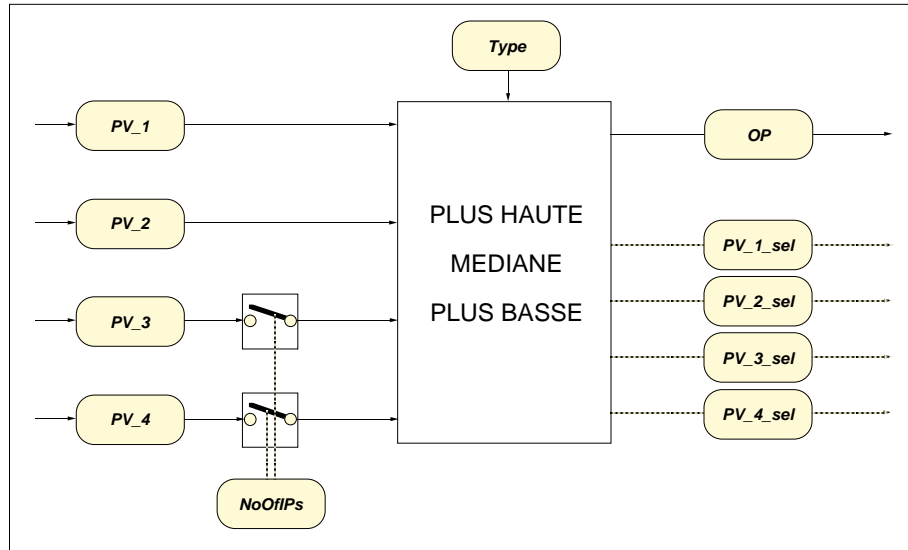 Type
PV_1
OP
PV_2
PLUS HAUTE
MEDIANE
PLUS BASSE
PV_1_sel
PV_2_sel
PV_3
PV_3_sel
PV_4
PV_4_sel
NoOfIPs